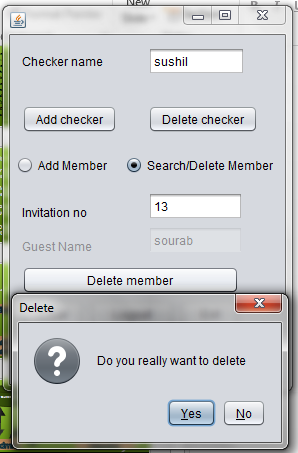 New
Checker name
sushil
Add checker
Delete checker
Add Member
Search/Delete Member
Invitation no
13
Guest Name
sourab
Delete member
Delete
Do you really want to delete
Yes
No